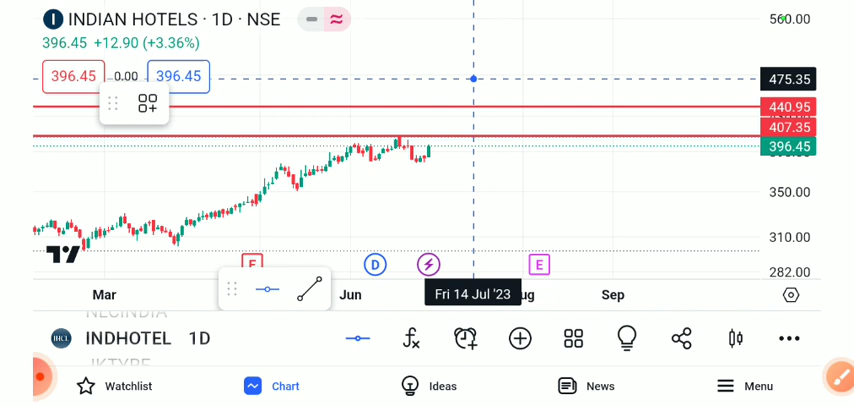 INDIAN HOTELS · 1D · NSE
396.45 +12.90 (+3.36%)
396.45 0.00 396.45
560.00
475.35
440.95
407.35
396.45
350.00
310.00
282.00
E D E
Mar Jun Fri 14 Jul '23 ug Sep
IHCL INDHOTEL 1D
Watchlist Chart Ideas News Menu